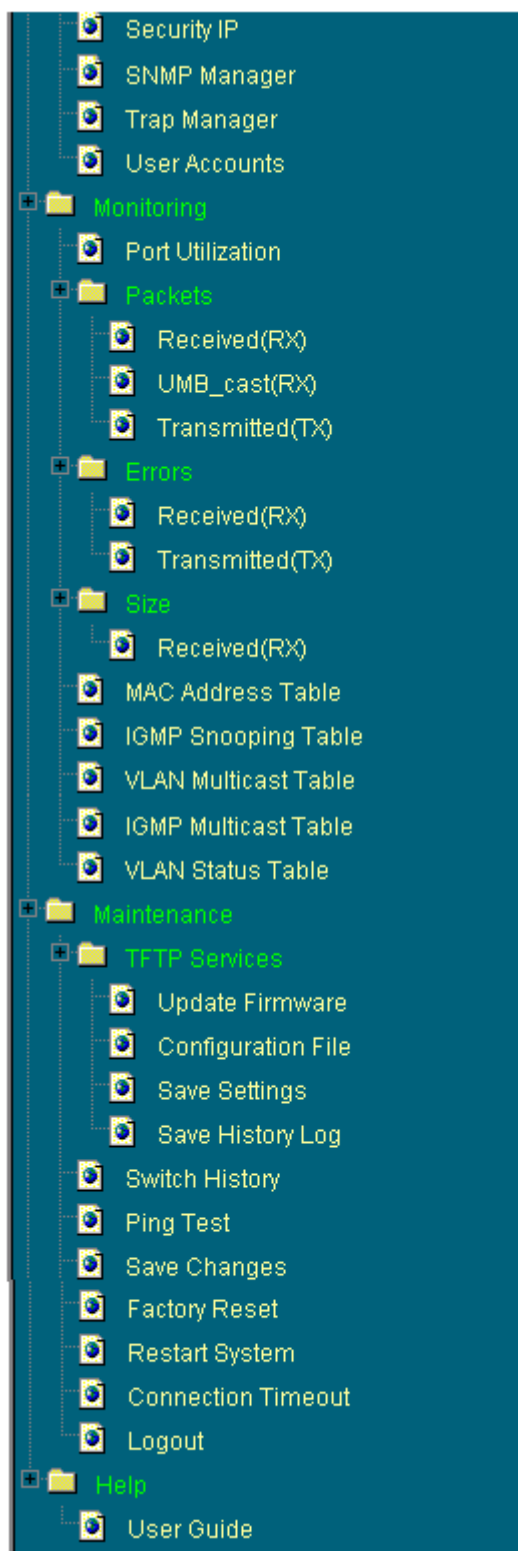 Security IP
SNMP Manager
Trap Manager
User Accounts
Monitoring
Port Utilization
Packets
Received(RX)
UMB_cast(RX)
Transmitted(TX)
Errors
Received(RX)
Transmitted(TX)
Size
Received(RX)
MAC Address Table
IGMP Snooping Table
VLAN Multicast Table
IGMP Multicast Table
VLAN Status Table
Maintenance
TFTP Services
Update Firmware
Configuration File
Save Settings
Save History Log
Switch History
Ping Test
Save Changes
Factory Reset
Restart System
Connection Timeout
Logout
Help
User Guide